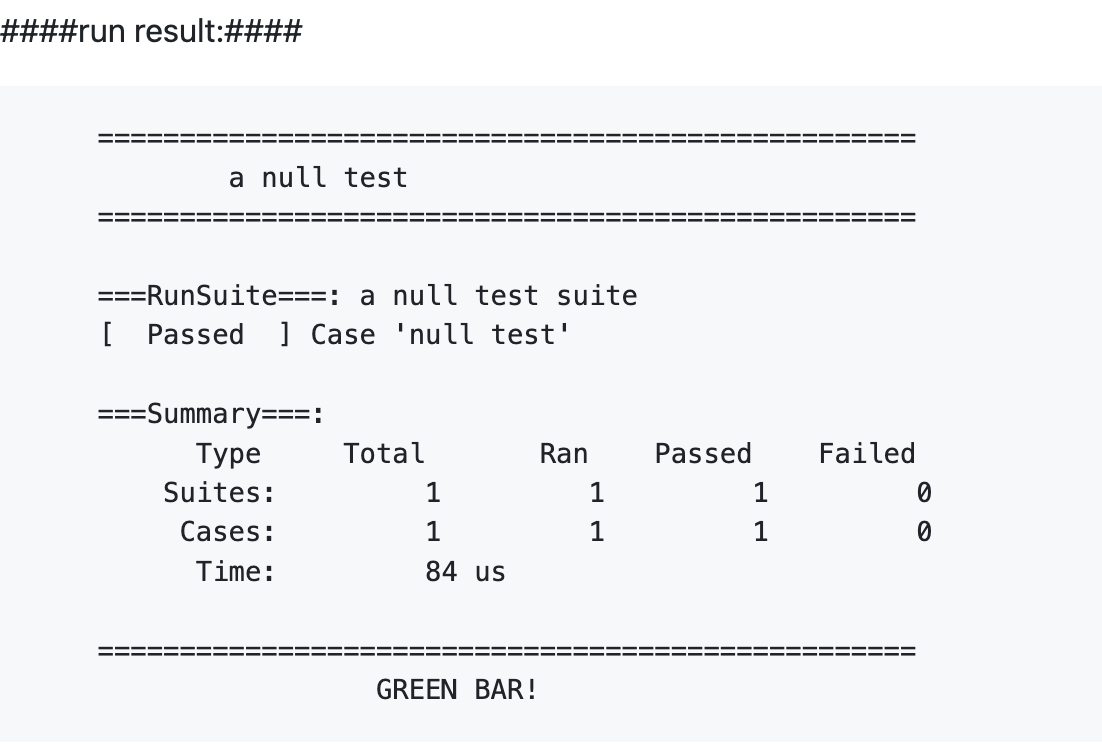 ####run result:####
==================================================
a null test
==================================================
===RunSuite===: a null test suite
[  Passed  ] Case 'null test'
===Summary===:
Type     Total       Ran    Passed    Failed
Suites:         1         1         1         0
Cases:         1         1         1         0
Time:         84 us
==================================================
GREEN BAR!